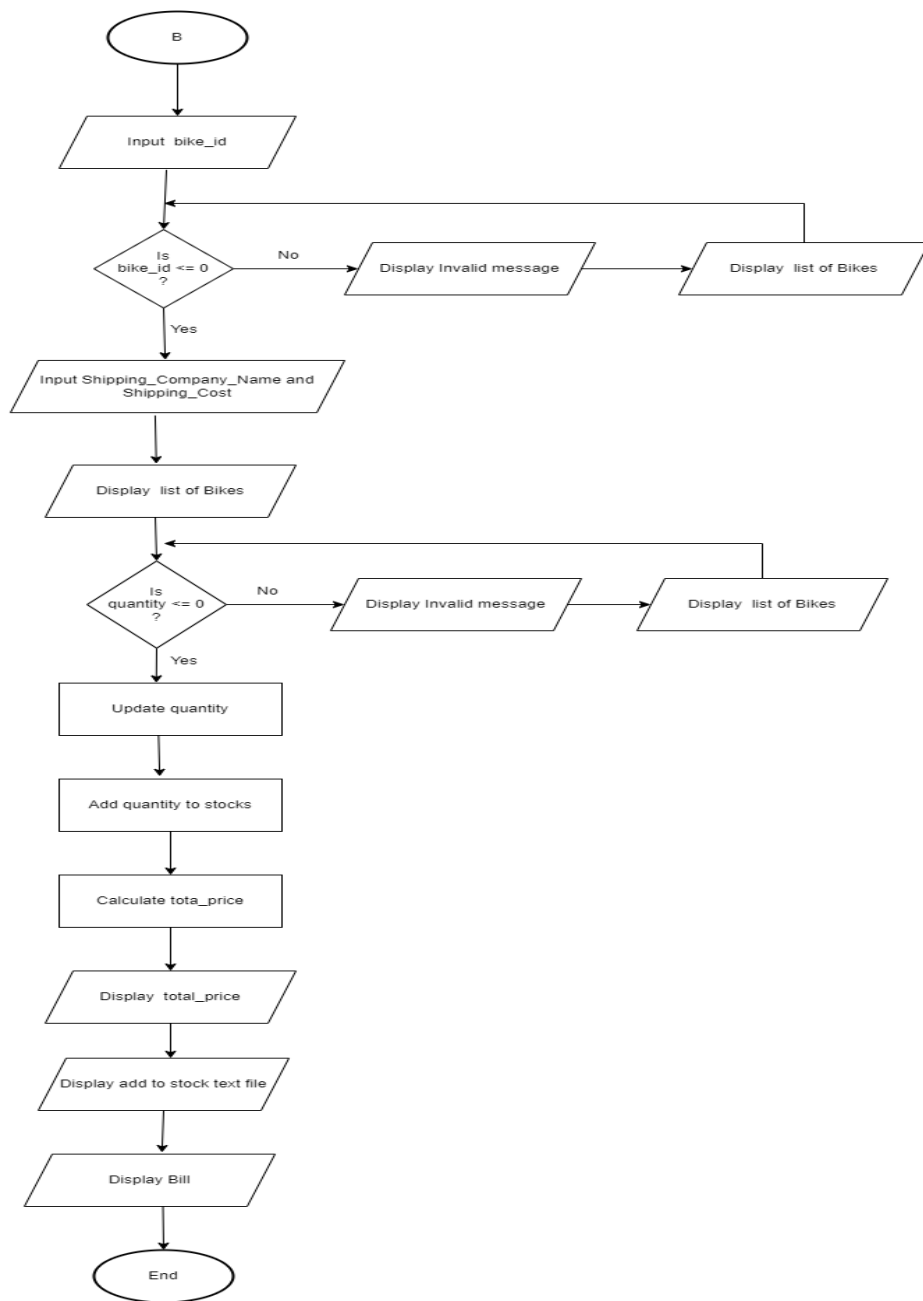 B
Input bike_id
Is
bike_id <= 0
?
No
Display Invalid message
Display list of Bikes
Yes
Input Shipping_Company_Name and
Shipping_Cost
Display list of Bikes
Is
quantity <= 0
?
No
Display Invalid message
Display list of Bikes
Yes
Update quantity
Add quantity to stocks
Calculate tota_price
Display total_price
Display add to stock text file
Display Bill
End